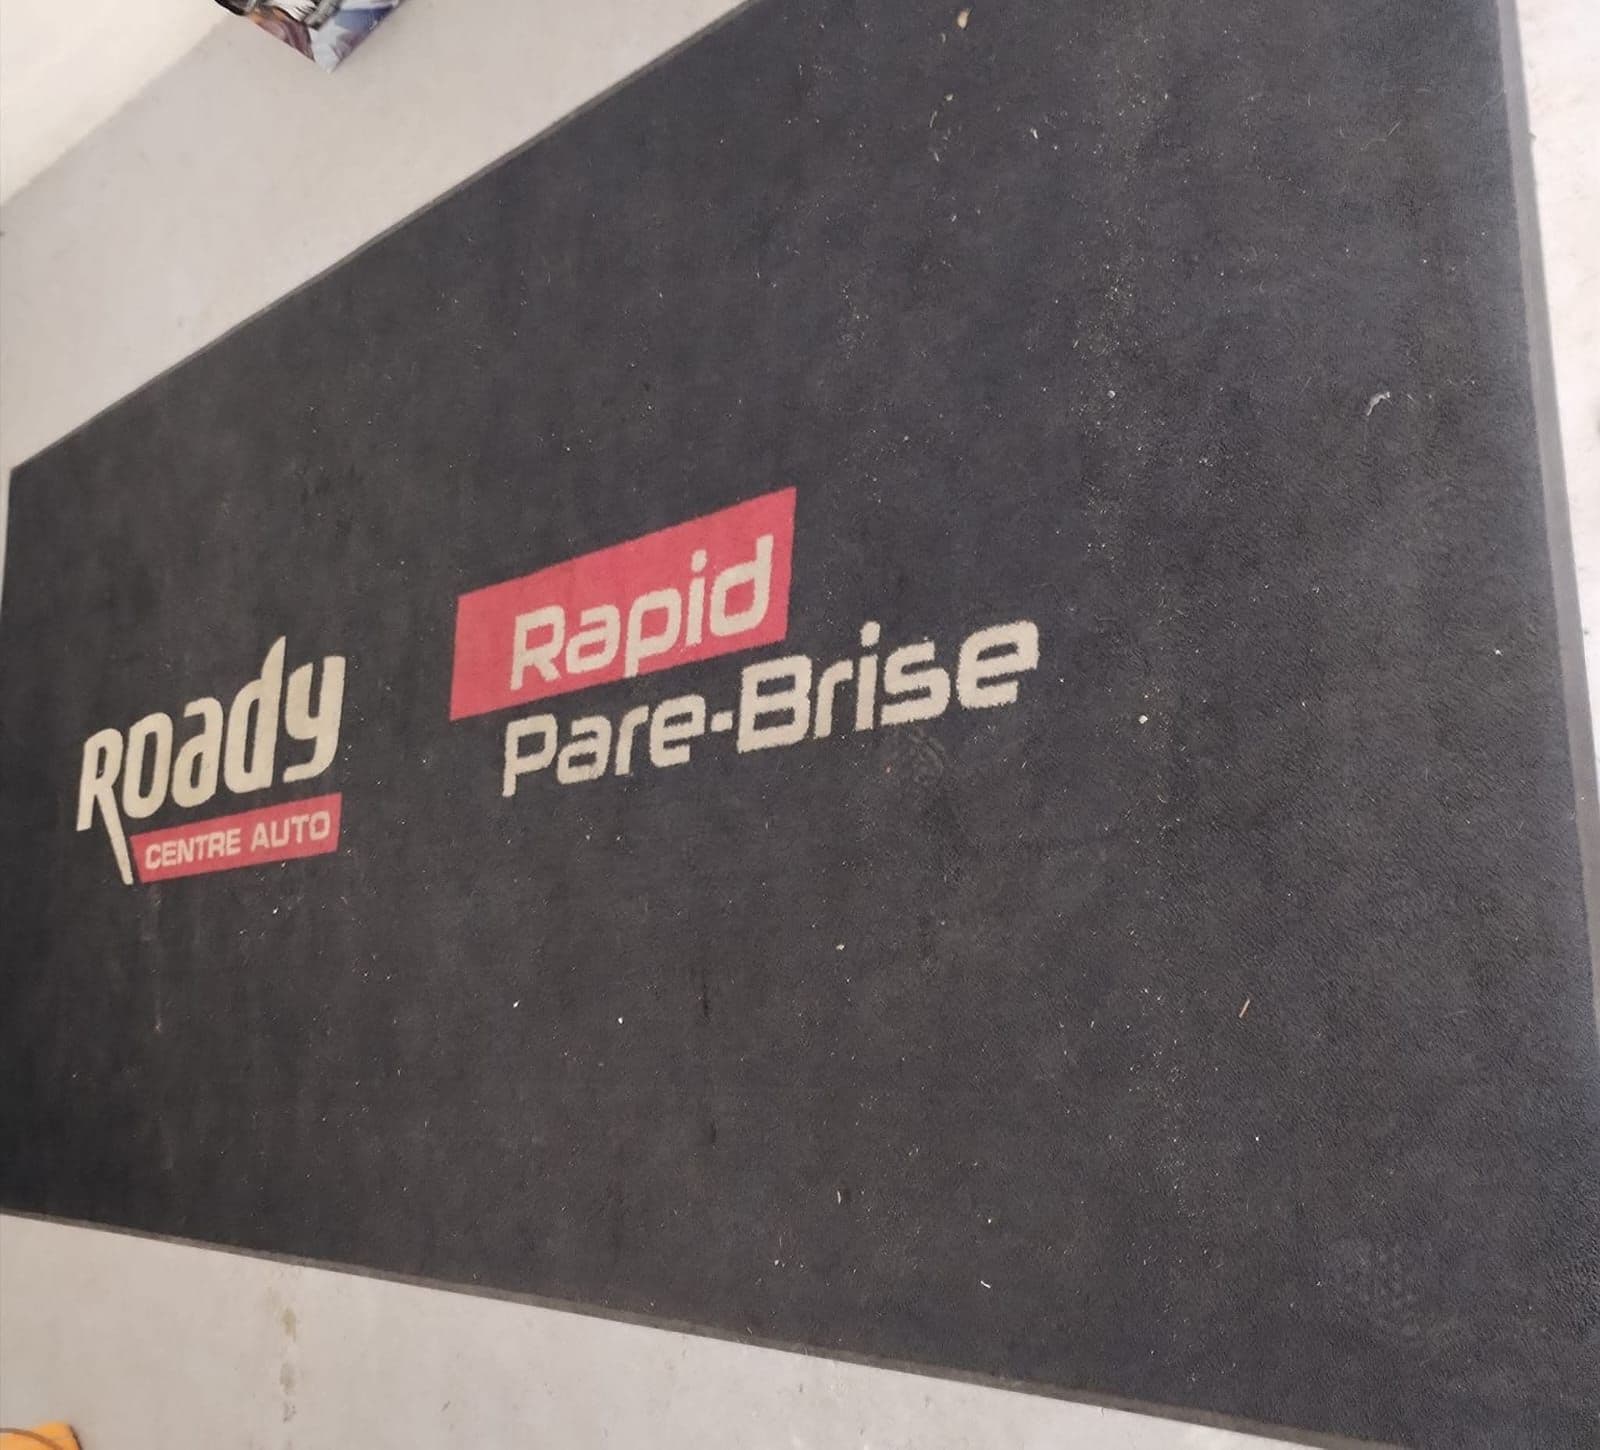 Roady
CENTRE AUTO
Rapid
Pare-Brise